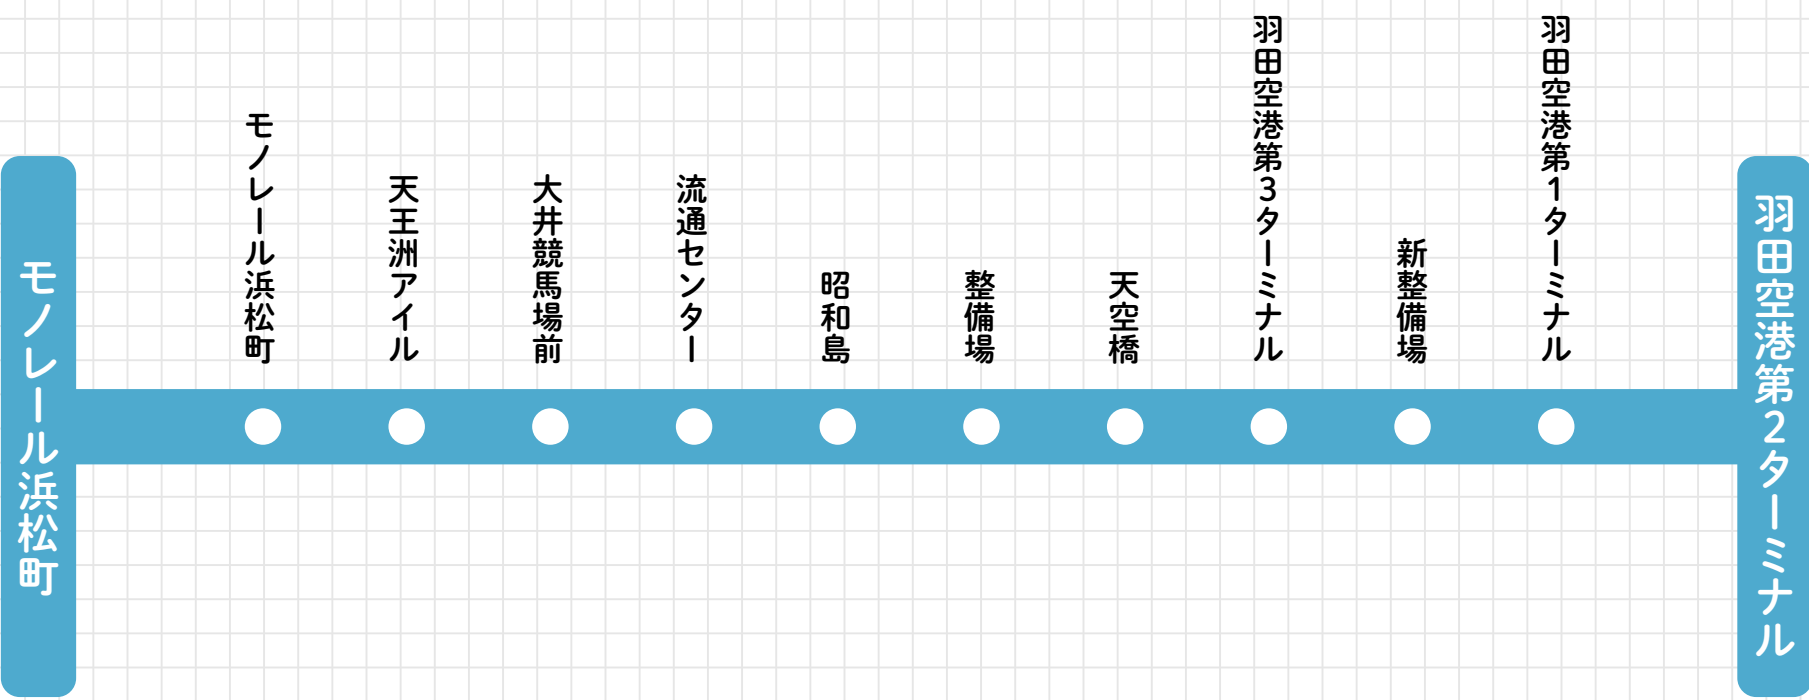 モノレール浜松町
モノレール浜松町
天王洲アイル
大井競馬場前
流通センター
昭和島
整備場
天空橋
羽田空港第3ターミナル
新整備場
羽田空港第1ターミナル
羽田空港第2ターミナル